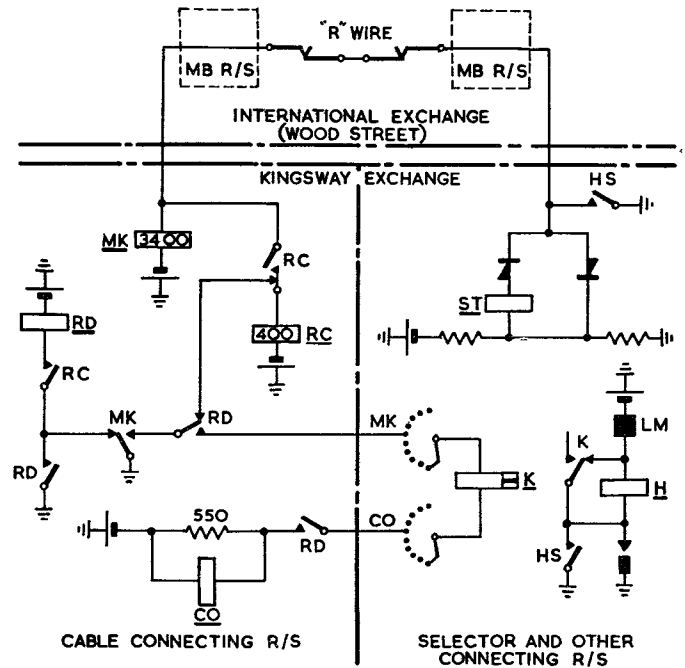 "R" WIRE
MB R/S
MB R/S
INTERNATIONAL EXCHANGE
(WOOD STREET)
KINGSWAY EXCHANGE
HS
MK 3400
RC
RD
ST
400 RC
RC
MK
RD
MK
LM
K
K
H
RD
550
CO
HS
RD
CO
CABLE CONNECTING R/S
SELECTOR AND OTHER
CONNECTING R/S